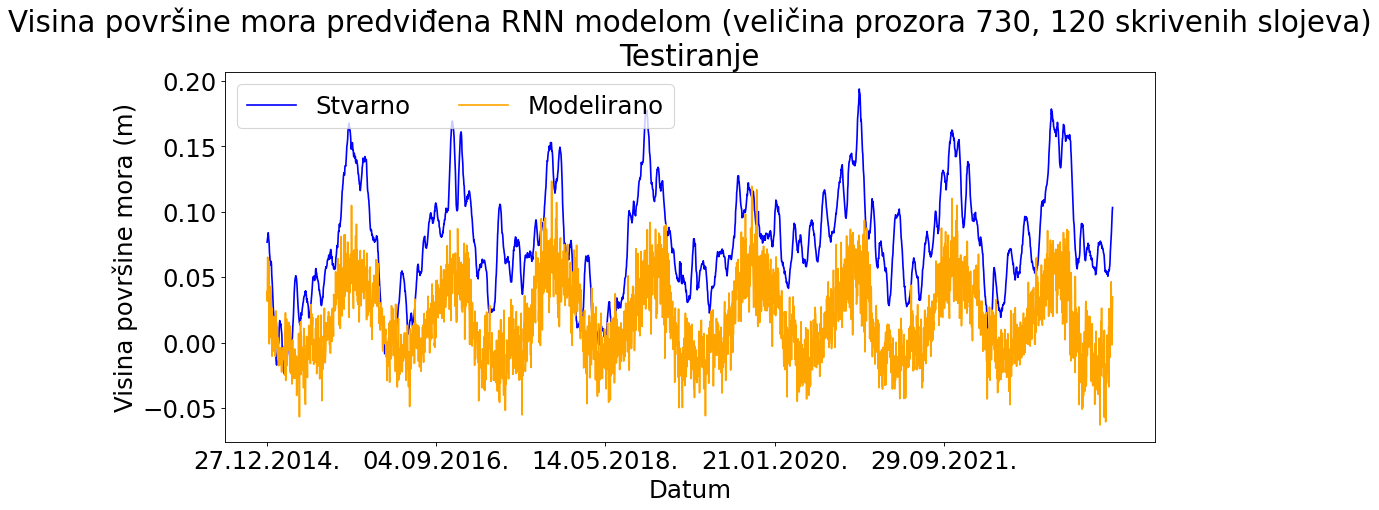 Visina površine mora predviđena RNN modelom (veličina prozora 730, 120 skrivenih slojeva)
Testiranje
Stvarno
Modelirano
Visina površine mora (m)
0.20
0.15
0.10
0.05
0.00
−0.05
27.12.2014.
04.09.2016.
14.05.2018.
21.01.2020.
29.09.2021.
Datum